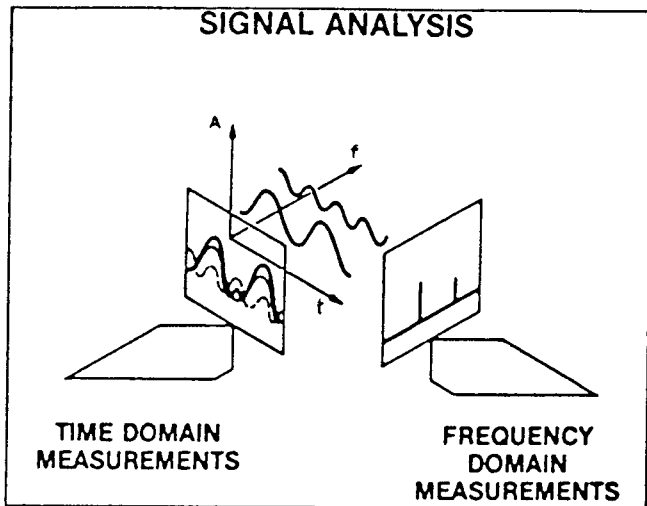 SIGNAL ANALYSIS
A
f
t
TIME DOMAIN
MEASUREMENTS
FREQUENCY
DOMAIN
MEASUREMENTS